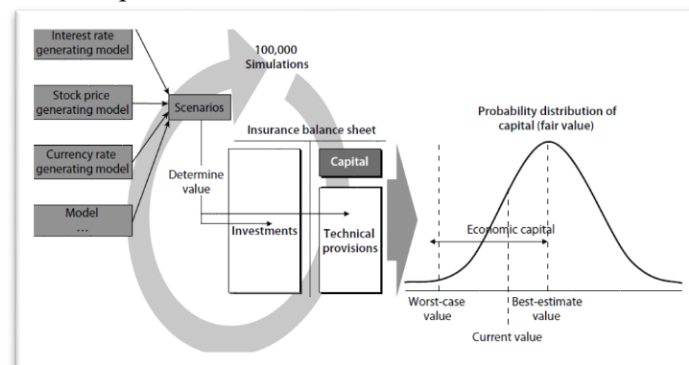 Interest rate
generating model
Stock price
generating model
Currency rate
generating model
Model
...
Scenarios
100,000
Simulations
Determine
value
Insurance balance sheet
Investments
Capital
Technical
provisions
Probability distribution of
capital (fair value)
Economic capital
Worst-case
value
Best-estimate
value
Current value